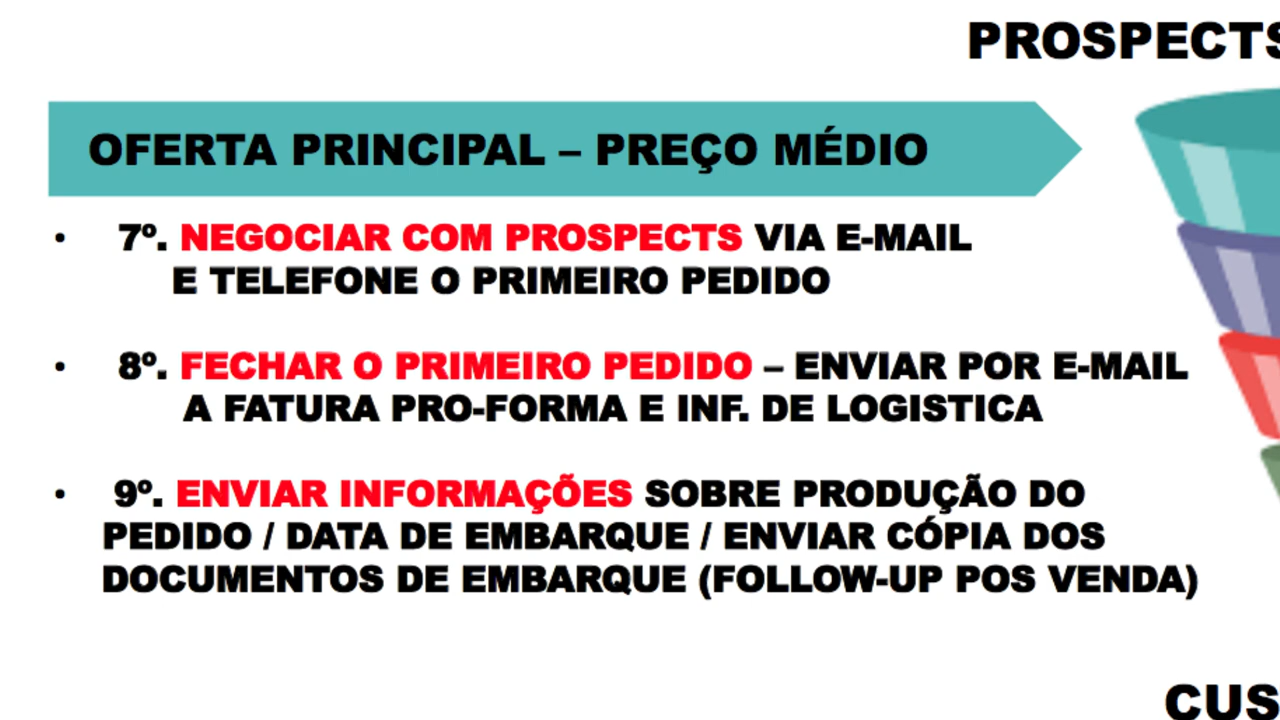 PROSPECTS
OFERTA PRINCIPAL – PREÇO MÉDIO
• 7º. NEGOCIAR COM PROSPECTS VIA E-MAIL
E TELEFONE O PRIMEIRO PEDIDO
• 8º. FECHAR O PRIMEIRO PEDIDO – ENVIAR POR E-MAIL
A FATURA PRO-FORMA E INF. DE LOGISTICA
• 9º. ENVIAR INFORMAÇÕES SOBRE PRODUÇÃO DO
PEDIDO / DATA DE EMBARQUE / ENVIAR CÓPIA DOS
DOCUMENTOS DE EMBARQUE (FOLLOW-UP POS VENDA)
CUS